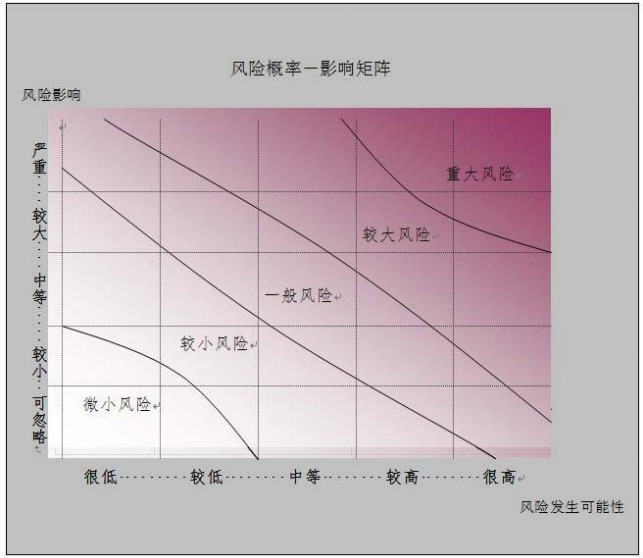 风险概率—影响矩阵
风险影响
严重
重大风险
较大
较大风险
中等
一般风险
较小风险
较小
微小风险
可忽略
很低 较低 中等 较高 很高
风险发生可能性